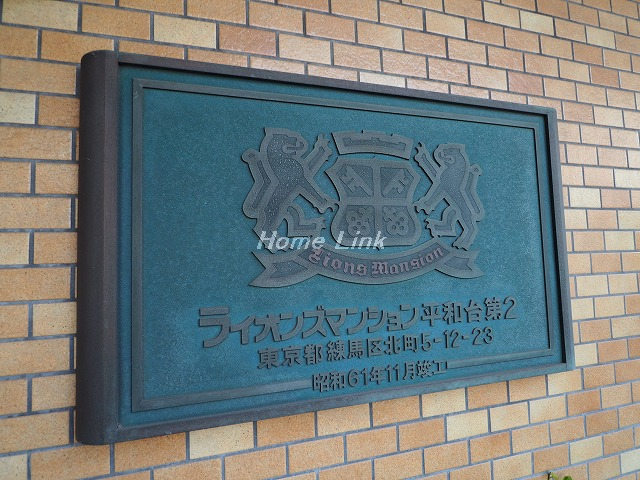 Home Link
Lions Mansion
ライオンズマンション平和台第2
東京都練馬区北町5-12-23
昭和61年11月竣工